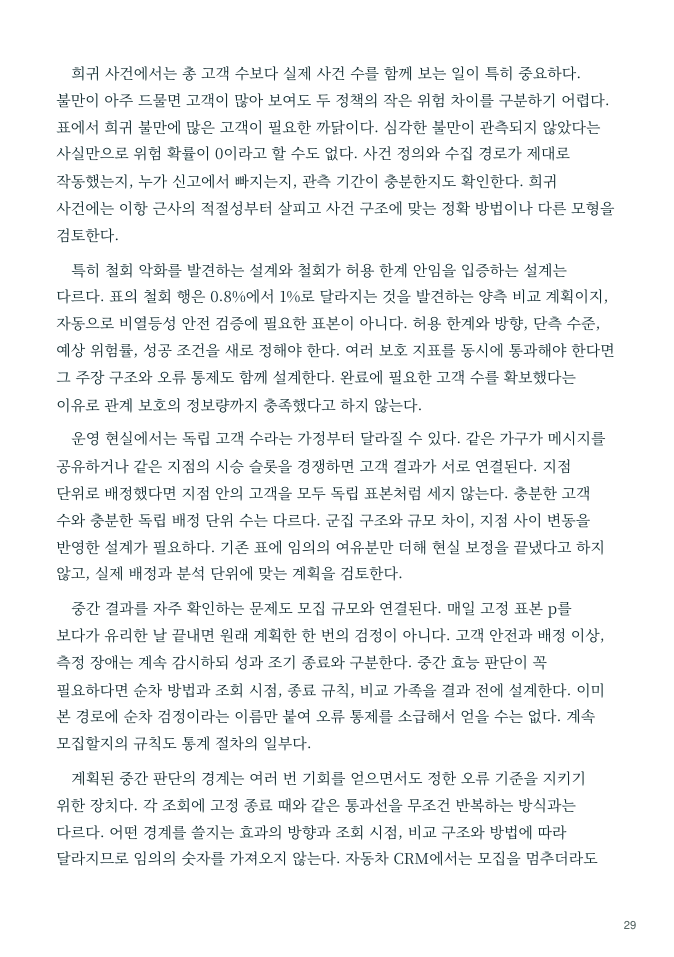 희귀 사건에서는 총 고객 수보다 실제 사건 수를 함께 보는 일이 특히 중요하다.
불만이 아주 드물면 고객이 많아 보여도 두 정책의 작은 위험 차이를 구분하기 어렵다.
표에서 희귀 불만에 많은 고객이 필요한 까닭이다. 심각한 불만이 관측되지 않았다는
사실만으로 위험 확률이 0이라고 할 수도 없다. 사건 정의와 수집 경로가 제대로
작동했는지, 누가 신고에서 빠지는지, 관측 기간이 충분한지도 확인한다. 희귀
사건에는 이항 근사의 적절성부터 살피고 사건 구조에 맞는 정확 방법이나 다른 모형을
검토한다.
특히 철회 악화를 발견하는 설계와 철회가 허용 한계 안임을 입증하는 설계는
다르다. 표의 철회 행은 0.8%에서 1%로 달라지는 것을 발견하는 양측 비교 계획이지,
자동으로 비열등성 안전 검증에 필요한 표본이 아니다. 허용 한계와 방향, 단측 수준,
예상 위험률, 성공 조건을 새로 정해야 한다. 여러 보호 지표를 동시에 통과해야 한다면
그 주장 구조와 오류 통제도 함께 설계한다. 완료에 필요한 고객 수를 확보했다는
이유로 관계 보호의 정보량까지 충족했다고 하지 않는다.
운영 현실에서는 독립 고객 수라는 가정부터 달라질 수 있다. 같은 가구가 메시지를
공유하거나 같은 지점의 시승 슬롯을 경쟁하면 고객 결과가 서로 연결된다. 지점
단위로 배정했다면 지점 안의 고객을 모두 독립 표본처럼 세지 않는다. 충분한 고객
수와 충분한 독립 배정 단위 수는 다르다. 군집 구조와 규모 차이, 지점 사이 변동을
반영한 설계가 필요하다. 기존 표에 임의의 여유분만 더해 현실 보정을 끝냈다고 하지
않고, 실제 배정과 분석 단위에 맞는 계획을 검토한다.
중간 결과를 자주 확인하는 문제도 모집 규모와 연결된다. 매일 고정 표본 p를
보다가 유리한 날 끝내면 원래 계획한 한 번의 검정이 아니다. 고객 안전과 배정 이상,
측정 장애는 계속 감시하되 성과 조기 종료와 구분한다. 중간 효능 판단이 꼭
필요하다면 순차 방법과 조회 시점, 종료 규칙, 비교 가족을 결과 전에 설계한다. 이미
본 경로에 순차 검정이라는 이름만 붙여 오류 통제를 소급해서 얻을 수는 없다. 계속
모집할지의 규칙도 통계 절차의 일부다.
계획된 중간 판단의 경계는 여러 번 기회를 얻으면서도 정한 오류 기준을 지키기
위한 장치다. 각 조회에 고정 종료 때와 같은 통과선을 무조건 반복하는 방식과는
다르다. 어떤 경계를 쓸지는 효과의 방향과 조회 시점, 비교 구조와 방법에 따라
달라지므로 임의의 숫자를 가져오지 않는다. 자동차 CRM에서는 모집을 멈추더라도
29